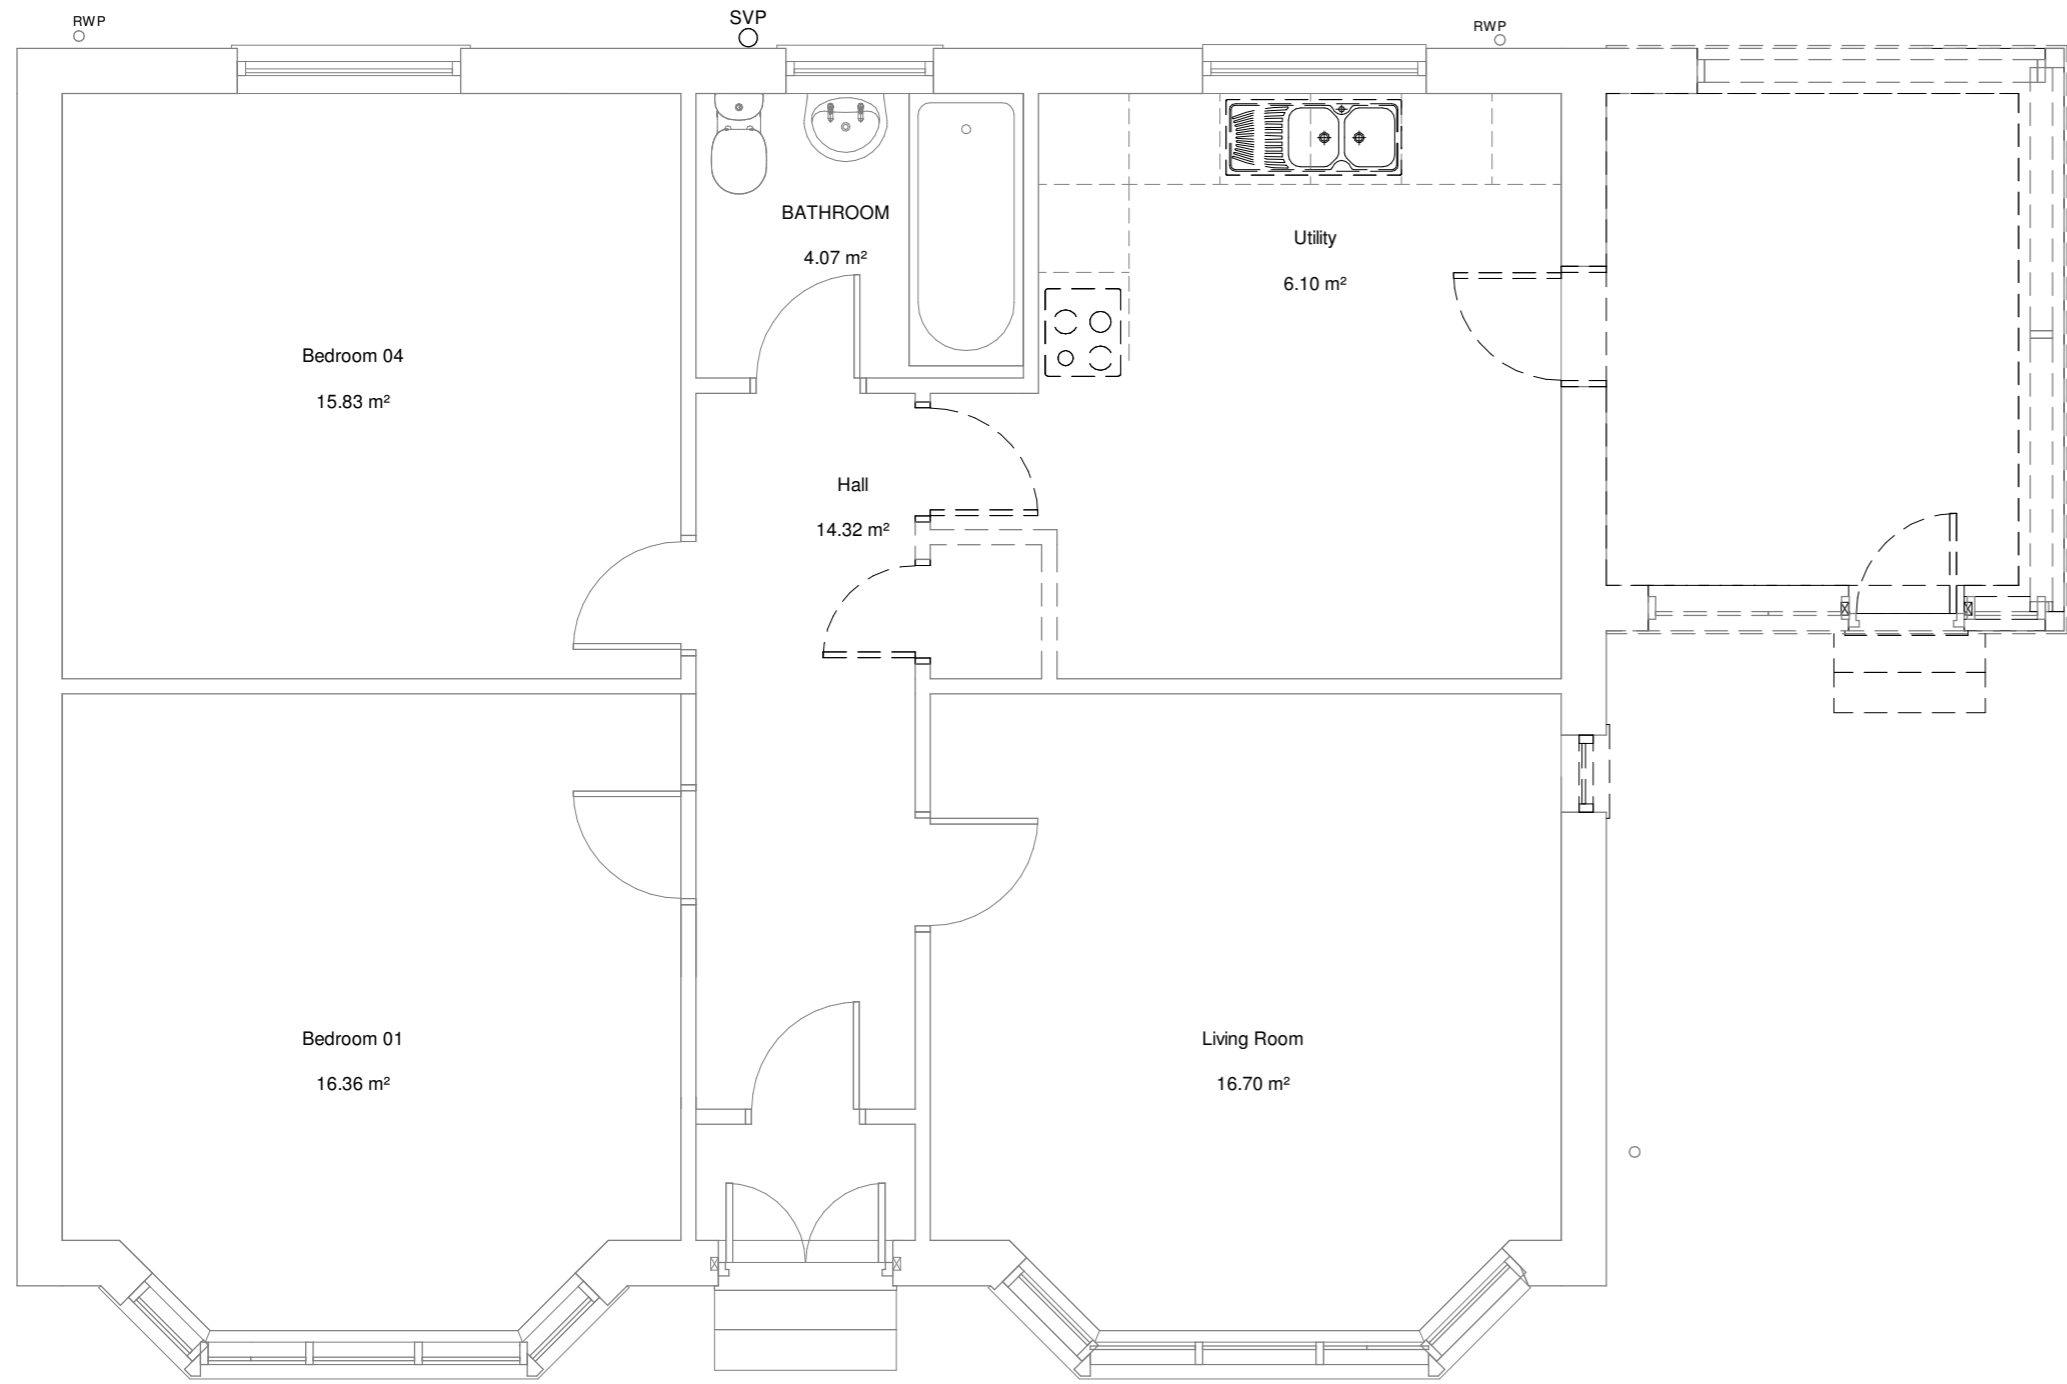 RWP
SVP
RWP
BATHROOM
4.07 m²
Utility
6.10 m²
Bedroom 04
15.83 m²
Hall
14.32 m²
Bedroom 01
16.36 m²
Living Room
16.70 m²